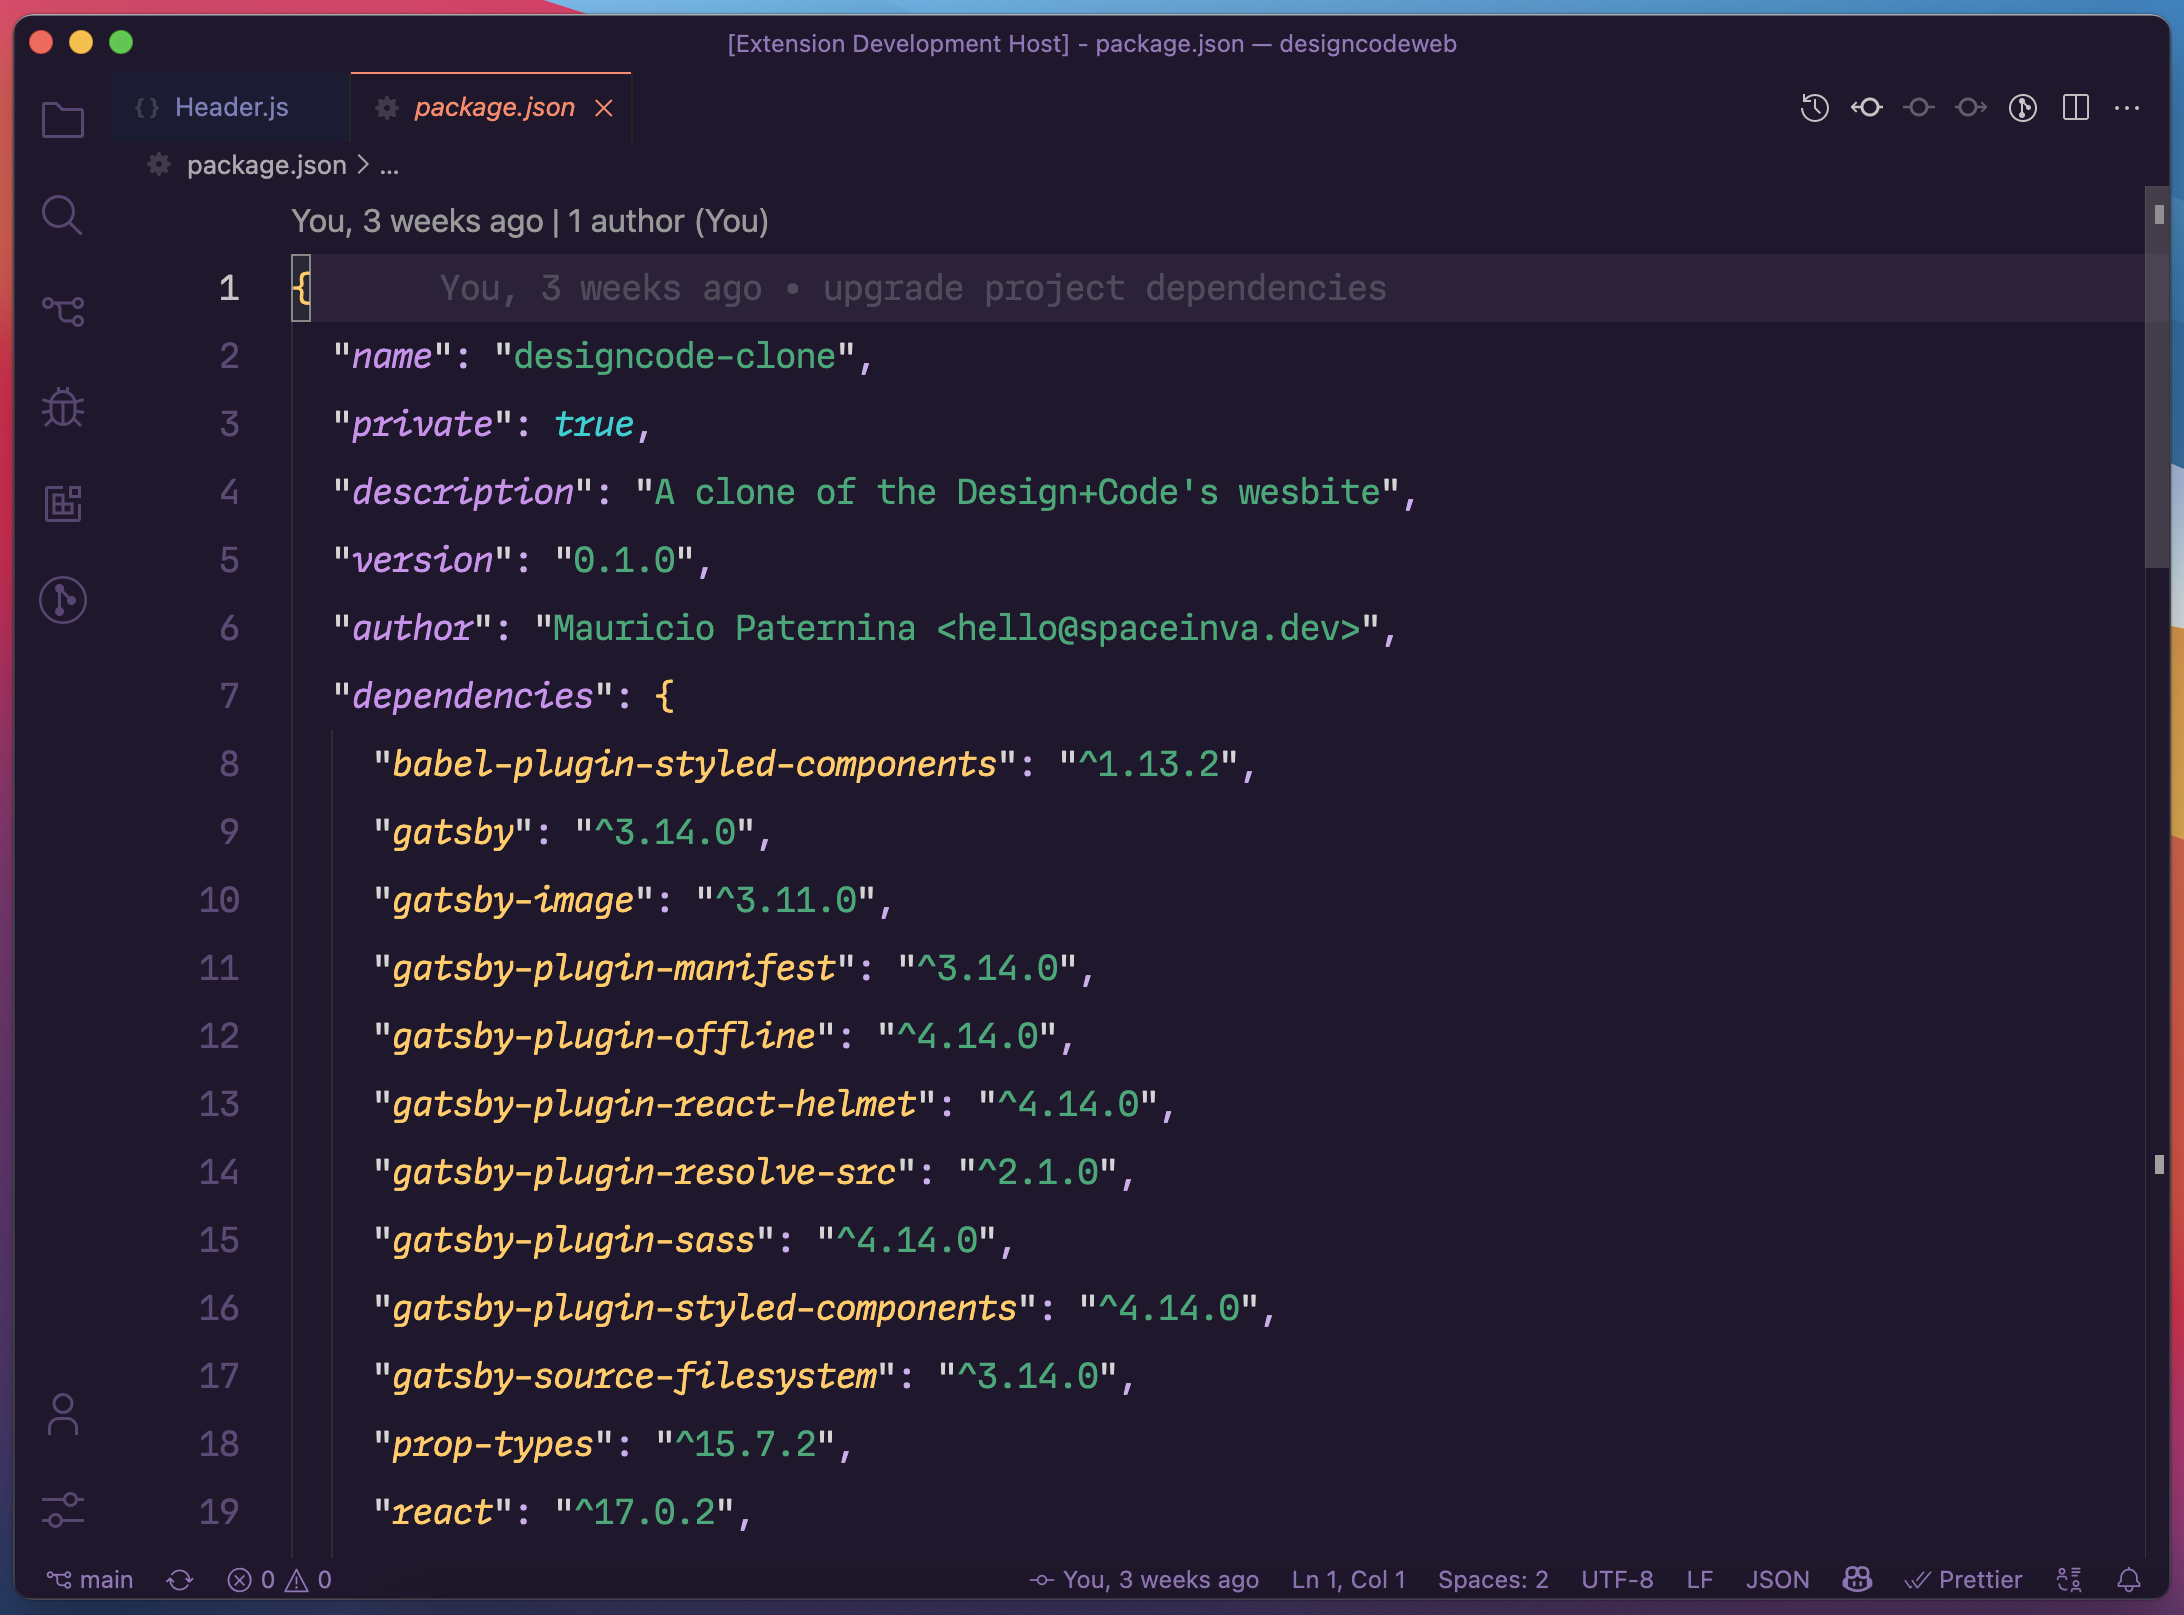 [Extension Development Host] - package.json — designcodeweb
{} Header.js
package.json
package.json > ...
You, 3 weeks ago | 1 author (You)
1 { You, 3 weeks ago • upgrade project dependencies
2 "name": "designcode-clone",
3 "private": true,
4 "description": "A clone of the Design+Code's wesbite",
5 "version": "0.1.0",
6 "author": "Mauricio Paternina <hello@spaceinva.dev>",
7 "dependencies": {
8 "babel-plugin-styled-components": "^1.13.2",
9 "gatsby": "^3.14.0",
10 "gatsby-image": "^3.11.0",
11 "gatsby-plugin-manifest": "^3.14.0",
12 "gatsby-plugin-offline": "^4.14.0",
13 "gatsby-plugin-react-helmet": "^4.14.0",
14 "gatsby-plugin-resolve-src": "^2.1.0",
15 "gatsby-plugin-sass": "^4.14.0",
16 "gatsby-plugin-styled-components": "^4.14.0",
17 "gatsby-source-filesystem": "^3.14.0",
18 "prop-types": "^15.7.2",
19 "react": "^17.0.2",
main 0 0 You, 3 weeks ago Ln 1, Col 1 Spaces: 2 UTF-8 LF JSON Prettier